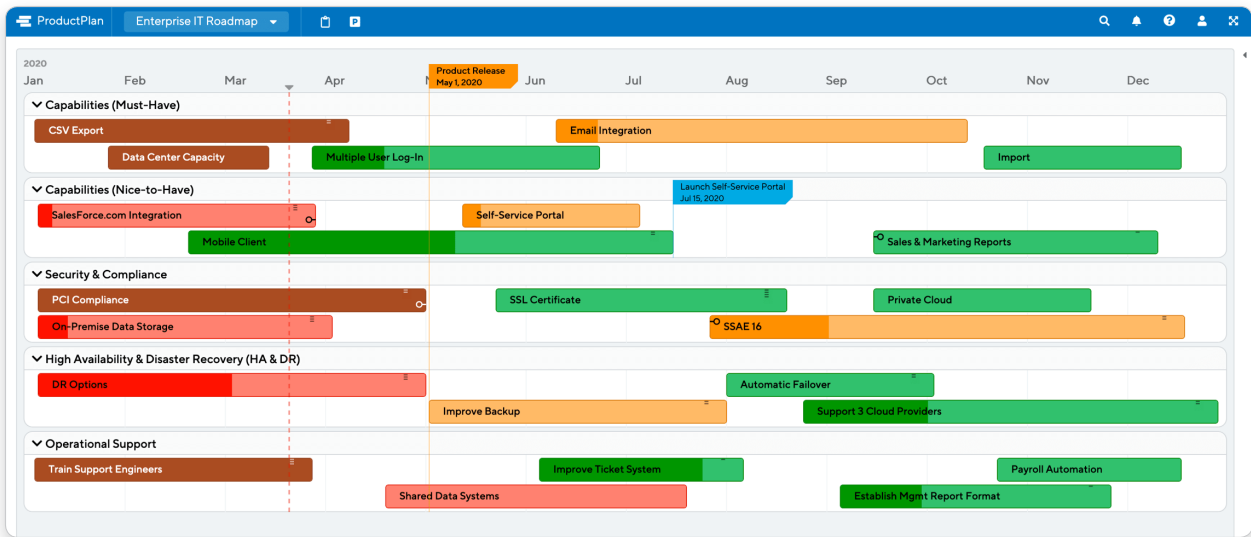 ProductPlan
Enterprise IT Roadmap
2020
Jan Feb Mar Apr Jun Jul Aug Sep Oct Nov Dec
Product Release
May 1, 2020
Capabilities (Must-Have)
CSV Export
Email Integration
Data Center Capacity
Multiple User Log-In
Import
Capabilities (Nice-to-Have)
Launch Self-Service Portal
Jul 15, 2020
SalesForce.com Integration
Self-Service Portal
Mobile Client
Sales & Marketing Reports
Security & Compliance
PCI Compliance
SSL Certificate
Private Cloud
On-Premise Data Storage
SSAE 16
High Availability & Disaster Recovery (HA & DR)
DR Options
Automatic Failover
Improve Backup
Support 3 Cloud Providers
Operational Support
Train Support Engineers
Improve Ticket System
Payroll Automation
Shared Data Systems
Establish Mgmt Report Format